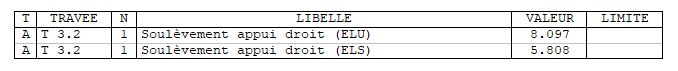 T TRAVEE N LIBELLE VALEUR LIMITE
A T 3.2 1 Soulèvement appui droit (ELU) 8.097
A T 3.2 1 Soulèvement appui droit (ELS) 5.808